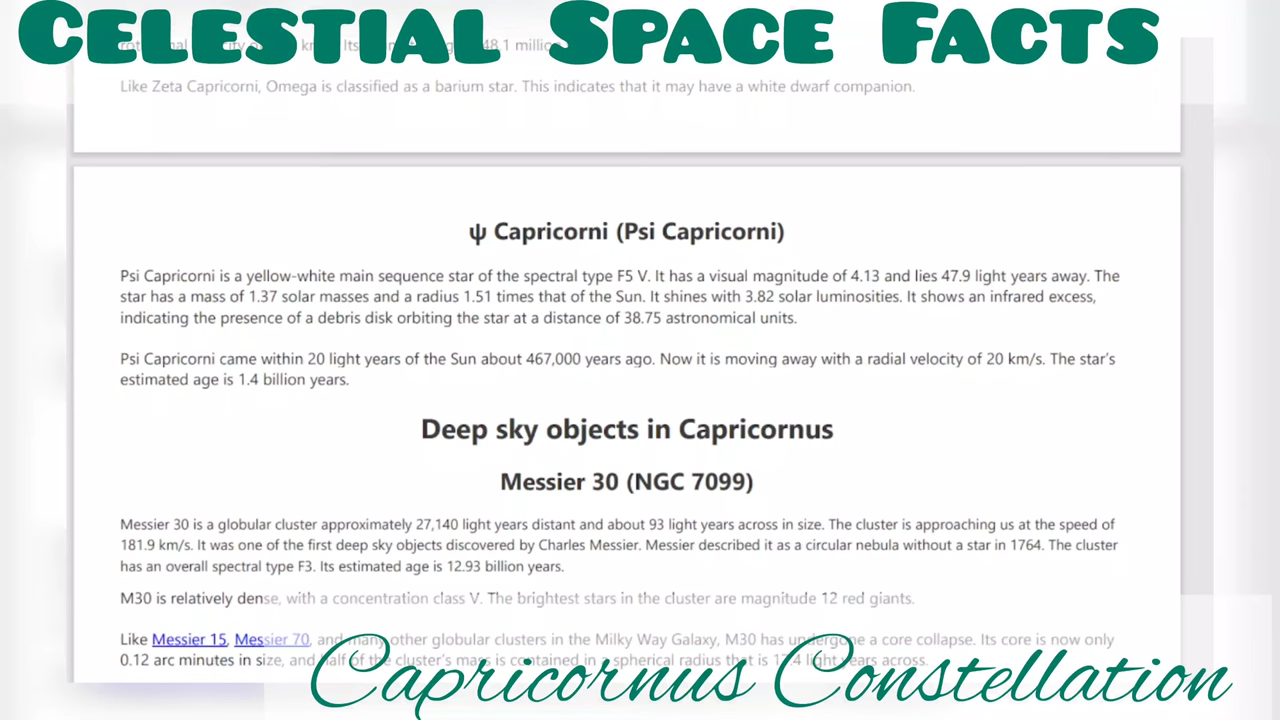 Celestial Space Facts
Like Zeta Capricorni, Omega is classified as a barium star. This indicates that it may have a white dwarf companion.
ψ Capricorni (Psi Capricorni)
Psi Capricorni is a yellow-white main sequence star of the spectral type F5 V. It has a visual magnitude of 4.13 and lies 47.9 light years away. The
star has a mass of 1.37 solar masses and a radius 1.51 times that of the Sun. It shines with 3.82 solar luminosities. It shows an infrared excess,
indicating the presence of a debris disk orbiting the star at a distance of 38.75 astronomical units.
Psi Capricorni came within 20 light years of the Sun about 467,000 years ago. Now it is moving away with a radial velocity of 20 km/s. The star's
estimated age is 1.4 billion years.
Deep sky objects in Capricornus
Messier 30 (NGC 7099)
Messier 30 is a globular cluster approximately 27,140 light years distant and about 93 light years across in size. The cluster is approaching us at the speed of
181.9 km/s. It was one of the first deep sky objects discovered by Charles Messier. Messier described it as a circular nebula without a star in 1764. The cluster
has an overall spectral type F3. Its estimated age is 12.93 billion years.
M30 is relatively dense, with a concentration class V. The brightest stars in the cluster are magnitude 12 red giants.
Like Messier 15, Messier 70, and many other globular clusters in the Milky Way Galaxy, M30 has undergone a core collapse. Its core is now only
0.12 arc minutes in size, and half of the cluster's mass is contained in a spherical radius that is light years across.
Capricornus Constellation